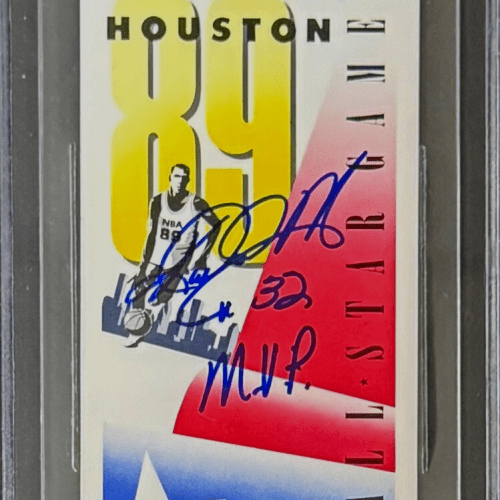 HOUSTON
89
NBA
89
#32
M.V.P.
ALL ★ STAR GAME